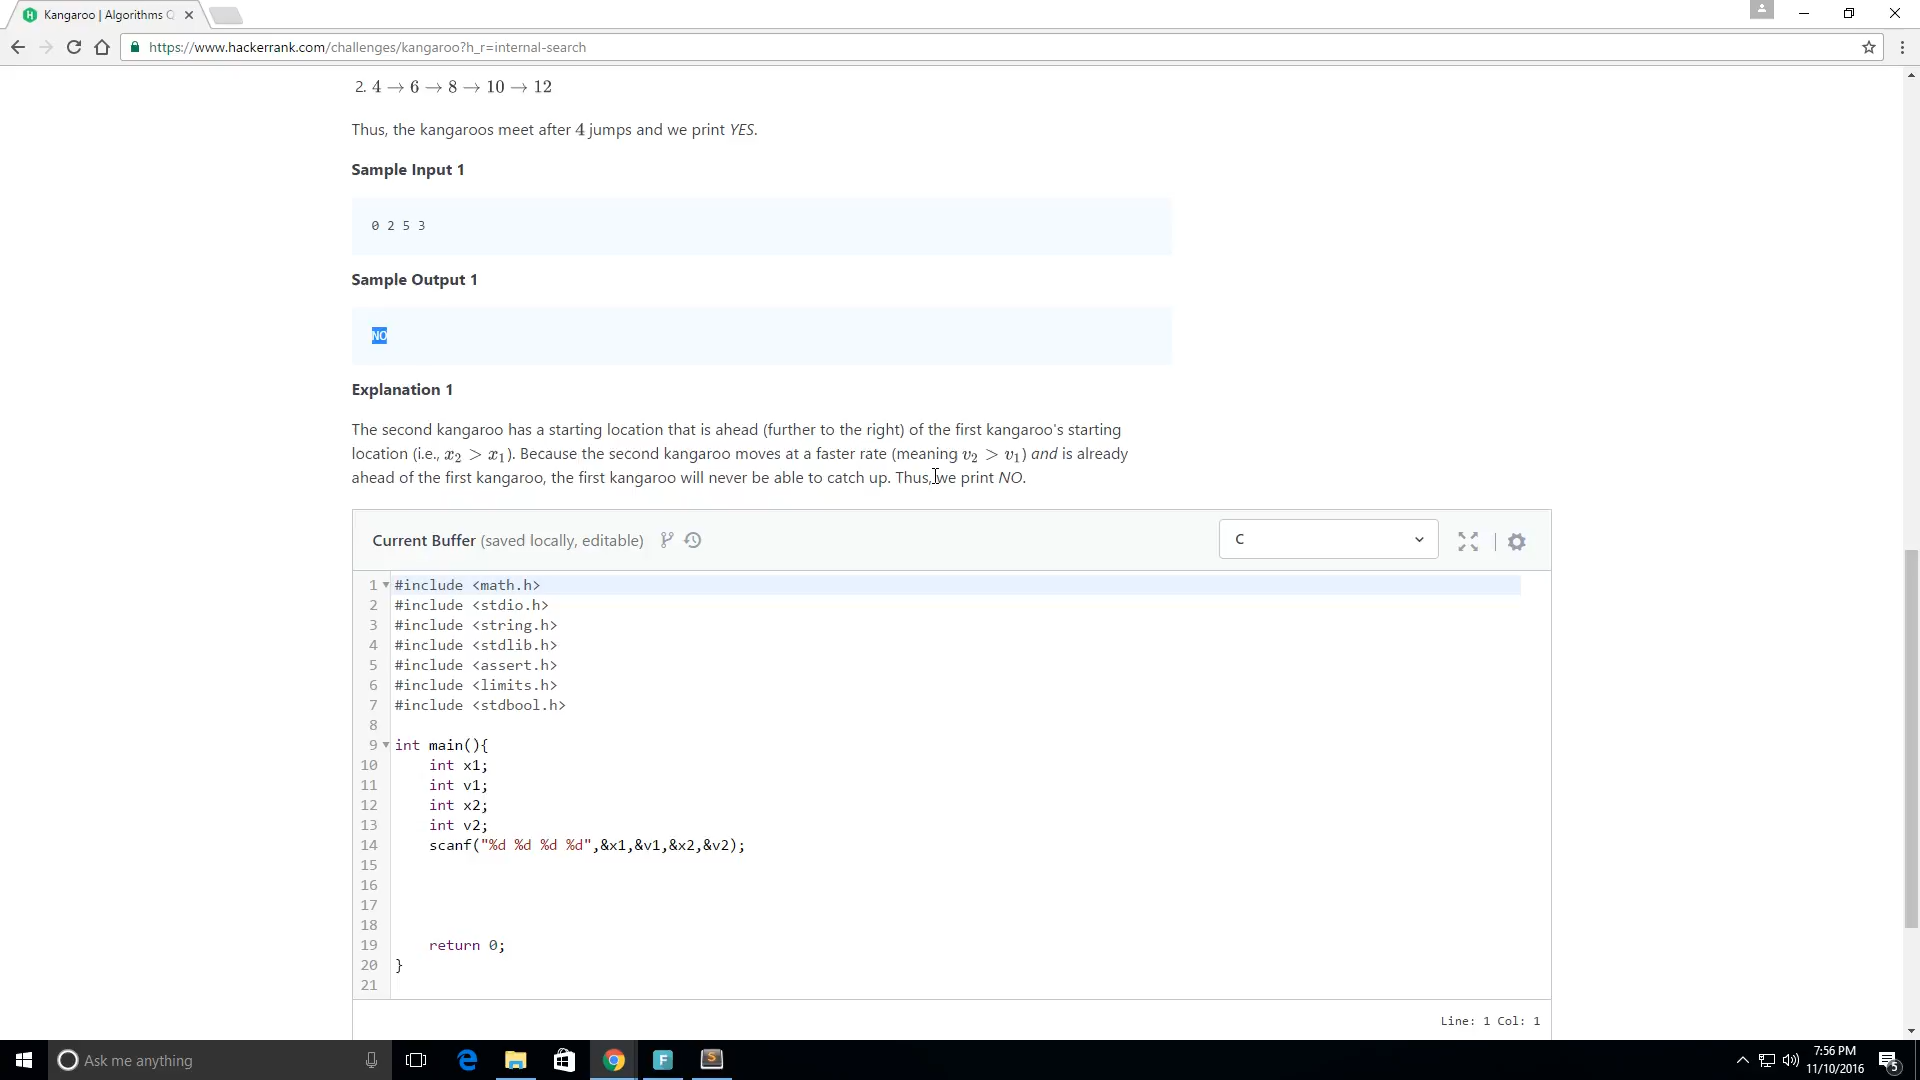 Kangaroo | Algorithms Q
https://www.hackerrank.com/challenges/kangaroo?h_r=internal-search
2. 4 → 6 → 8 → 10 → 12
Thus, the kangaroos meet after 4 jumps and we print YES.
Sample Input 1
0 2 5 3
Sample Output 1
NO
Explanation 1
The second kangaroo has a starting location that is ahead (further to the right) of the first kangaroo's starting
location (i.e., x2 > x1). Because the second kangaroo moves at a faster rate (meaning v2 > v1) and is already
ahead of the first kangaroo, the first kangaroo will never be able to catch up. Thus, we print NO.
Current Buffer (saved locally, editable)
C
1 #include <math.h>
2 #include <stdio.h>
3 #include <string.h>
4 #include <stdlib.h>
5 #include <assert.h>
6 #include <limits.h>
7 #include <stdbool.h>
8
9 int main(){
10     int x1;
11     int v1;
12     int x2;
13     int v2;
14     scanf("%d %d %d %d",&x1,&v1,&x2,&v2);
15
16
17
18
19     return 0;
20 }
21
Line: 1 Col: 1
Ask me anything
7:56 PM
11/10/2016
5